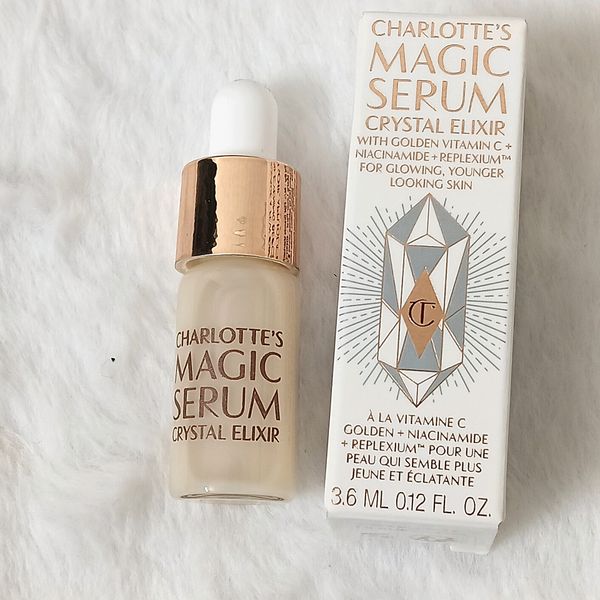 CHARLOTTE'S
MAGIC
SERUM
CRYSTAL ELIXIR
CHARLOTTE'S
MAGIC
SERUM
CRYSTAL ELIXIR
WITH GOLDEN VITAMIN C +
NIACINAMIDE + REPLEXIUM™
FOR GLOWING, YOUNGER
LOOKING SKIN
CT
À LA VITAMINE C
GOLDEN + NIACINAMIDE
+ REPLEXIUM™ POUR UNE
PEAU QUI SEMBLE PLUS
JEUNE ET ÉCLATANTE
3.6 ML 0.12 FL. OZ.